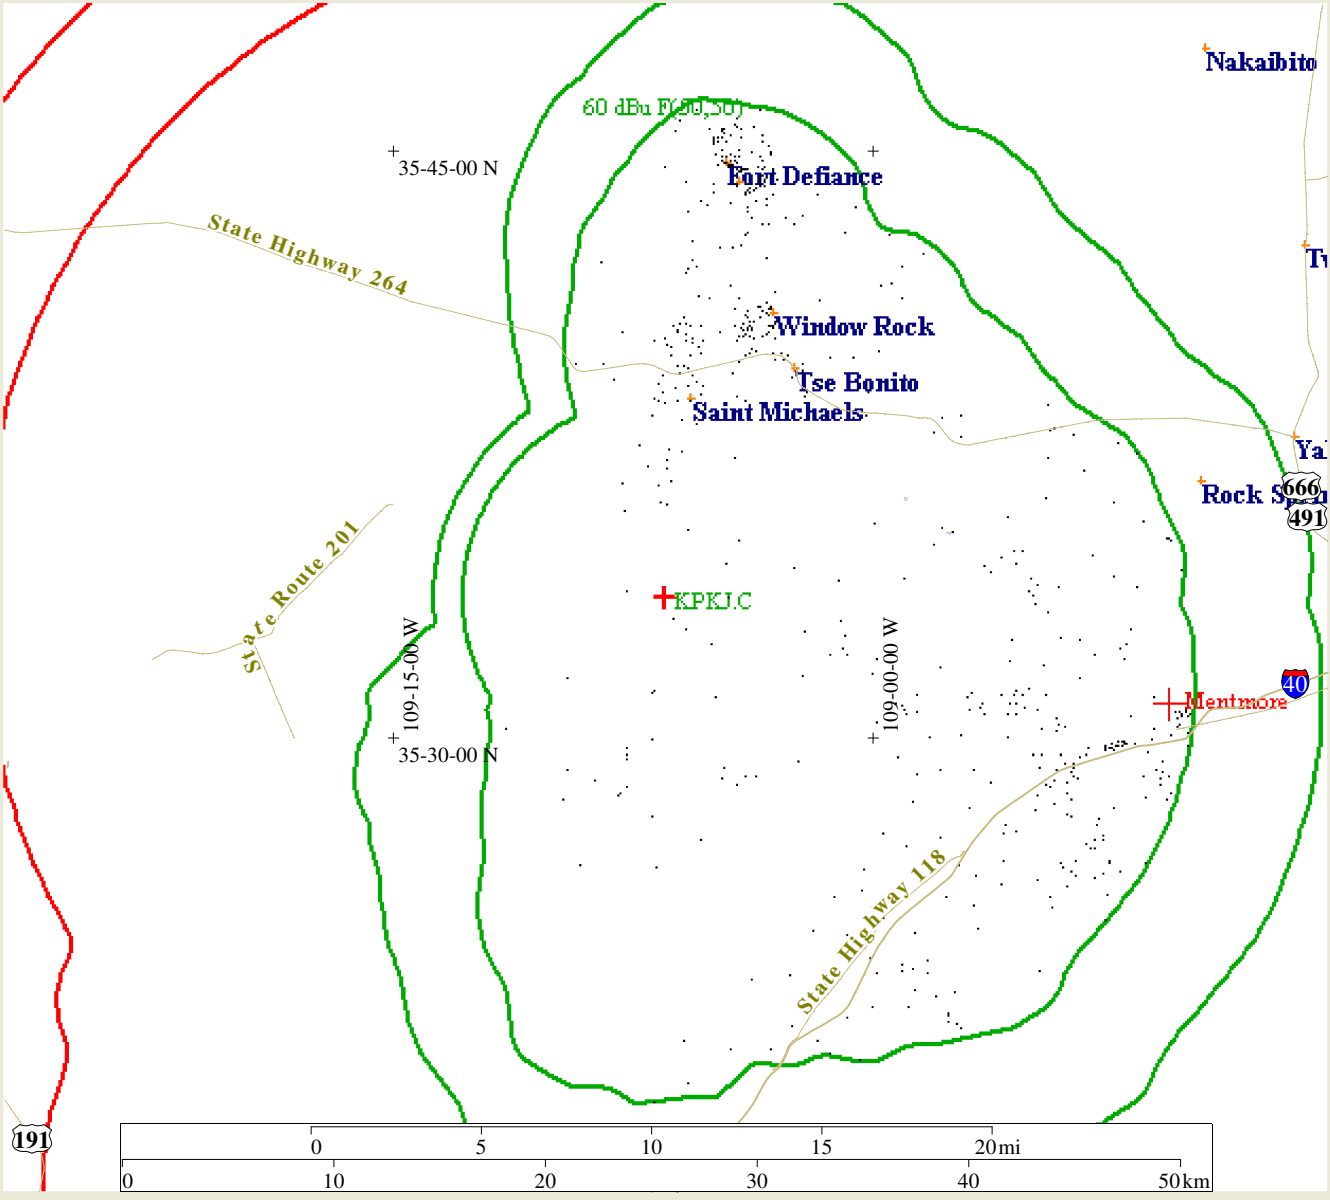 Nakaibito
60 dBu F(50,50)
35-45-00 N
Fort Defiance
State Highway 264
Window Rock
Tse Bonito
Saint Michaels
666
491
State Route 201
KPKJ.C
109-15-00 W
109-00-00 W
40
Mentmore
35-30-00 N
State Highway 118
191
0 5 10 15 20mi
0 10 20 30 40 50km